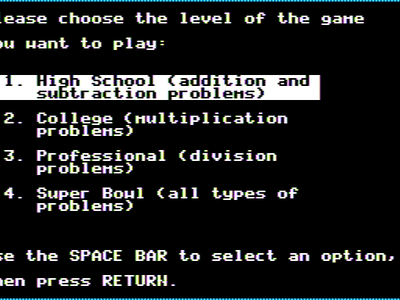 lease choose the level of the game
ou want to play:
1. High School (addition and
subtraction problems)
2. College (multiplication
problems)
3. Professional (division
problems)
4. Super Bowl (all types of
problems)
se the SPACE BAR to select an option,
hen press RETURN.